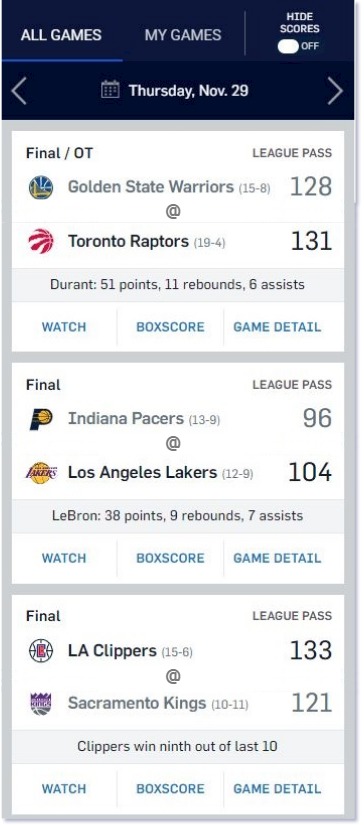 ALL GAMES
MY GAMES
HIDE
SCORES
OFF
Thursday, Nov. 29
Final / OT
LEAGUE PASS
Golden State Warriors (15-8) 128
@
Toronto Raptors (19-4) 131
Durant: 51 points, 11 rebounds, 6 assists
WATCH BOXSCORE GAME DETAIL
Final
LEAGUE PASS
Indiana Pacers (13-9) 96
@
LAKERS
Los Angeles Lakers (12-9) 104
LeBron: 38 points, 9 rebounds, 7 assists
WATCH BOXSCORE GAME DETAIL
Final
LEAGUE PASS
LA Clippers (15-6) 133
@
Sacramento Kings (10-11) 121
Clippers win ninth out of last 10
WATCH BOXSCORE GAME DETAIL